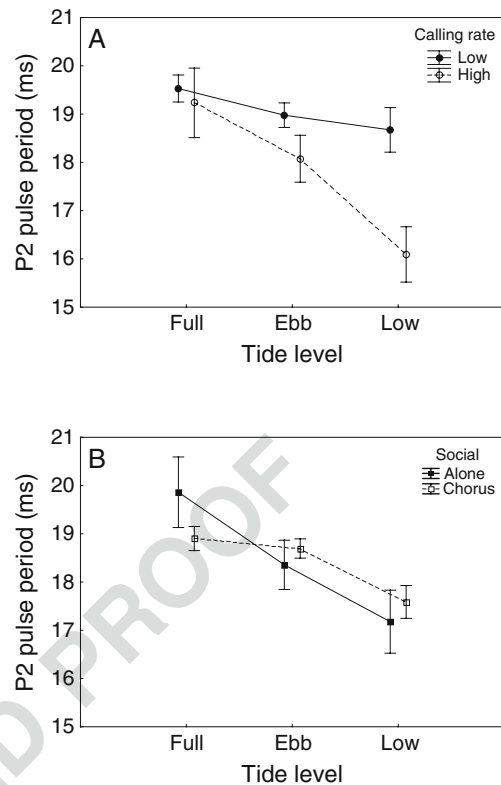 A
Calling rate
Low
High
21
20
19
18
17
16
15
P2 pulse period (ms)
Full Ebb Low
Tide level
B
Social
Alone
Chorus
21
20
19
18
17
16
15
P2 pulse period (ms)
Full Ebb Low
Tide level
D PROOF